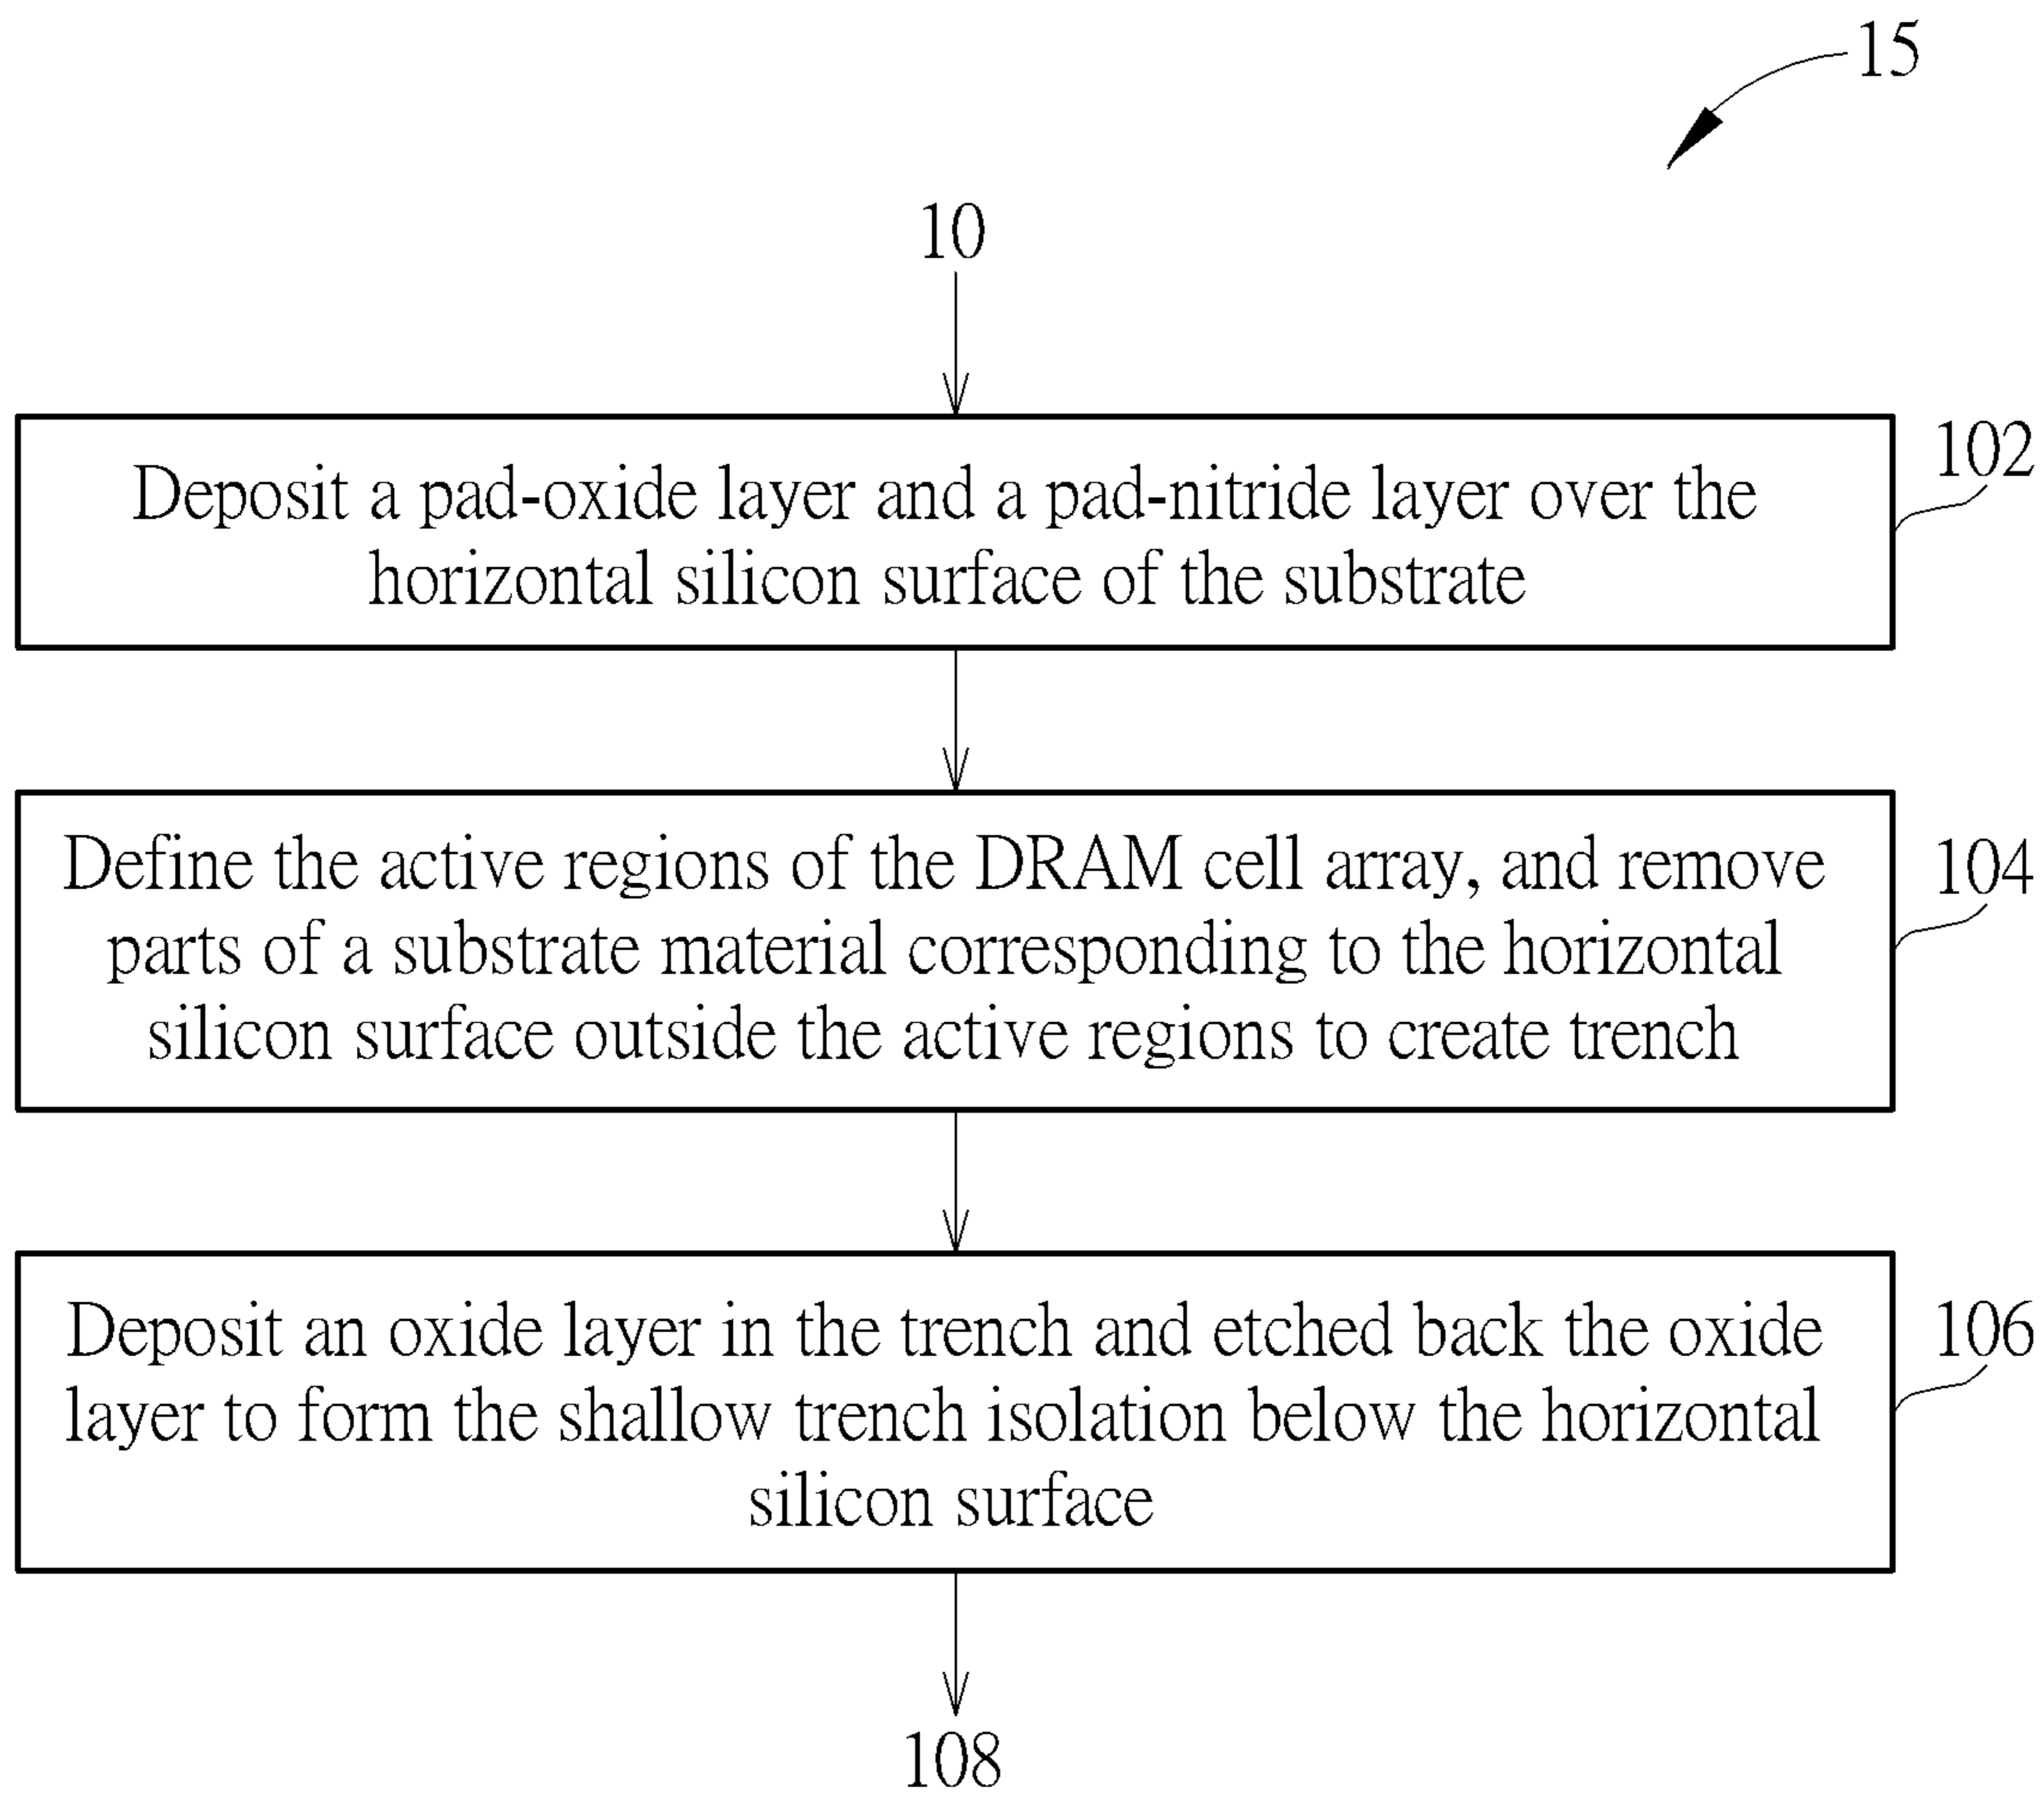 15
10
102
Deposit a pad-oxide layer and a pad-nitride layer over the
horizontal silicon surface of the substrate
104
Define the active regions of the DRAM cell array, and remove
parts of a substrate material corresponding to the horizontal
silicon surface outside the active regions to create trench
106
Deposit an oxide layer in the trench and etched back the oxide
layer to form the shallow trench isolation below the horizontal
silicon surface
108